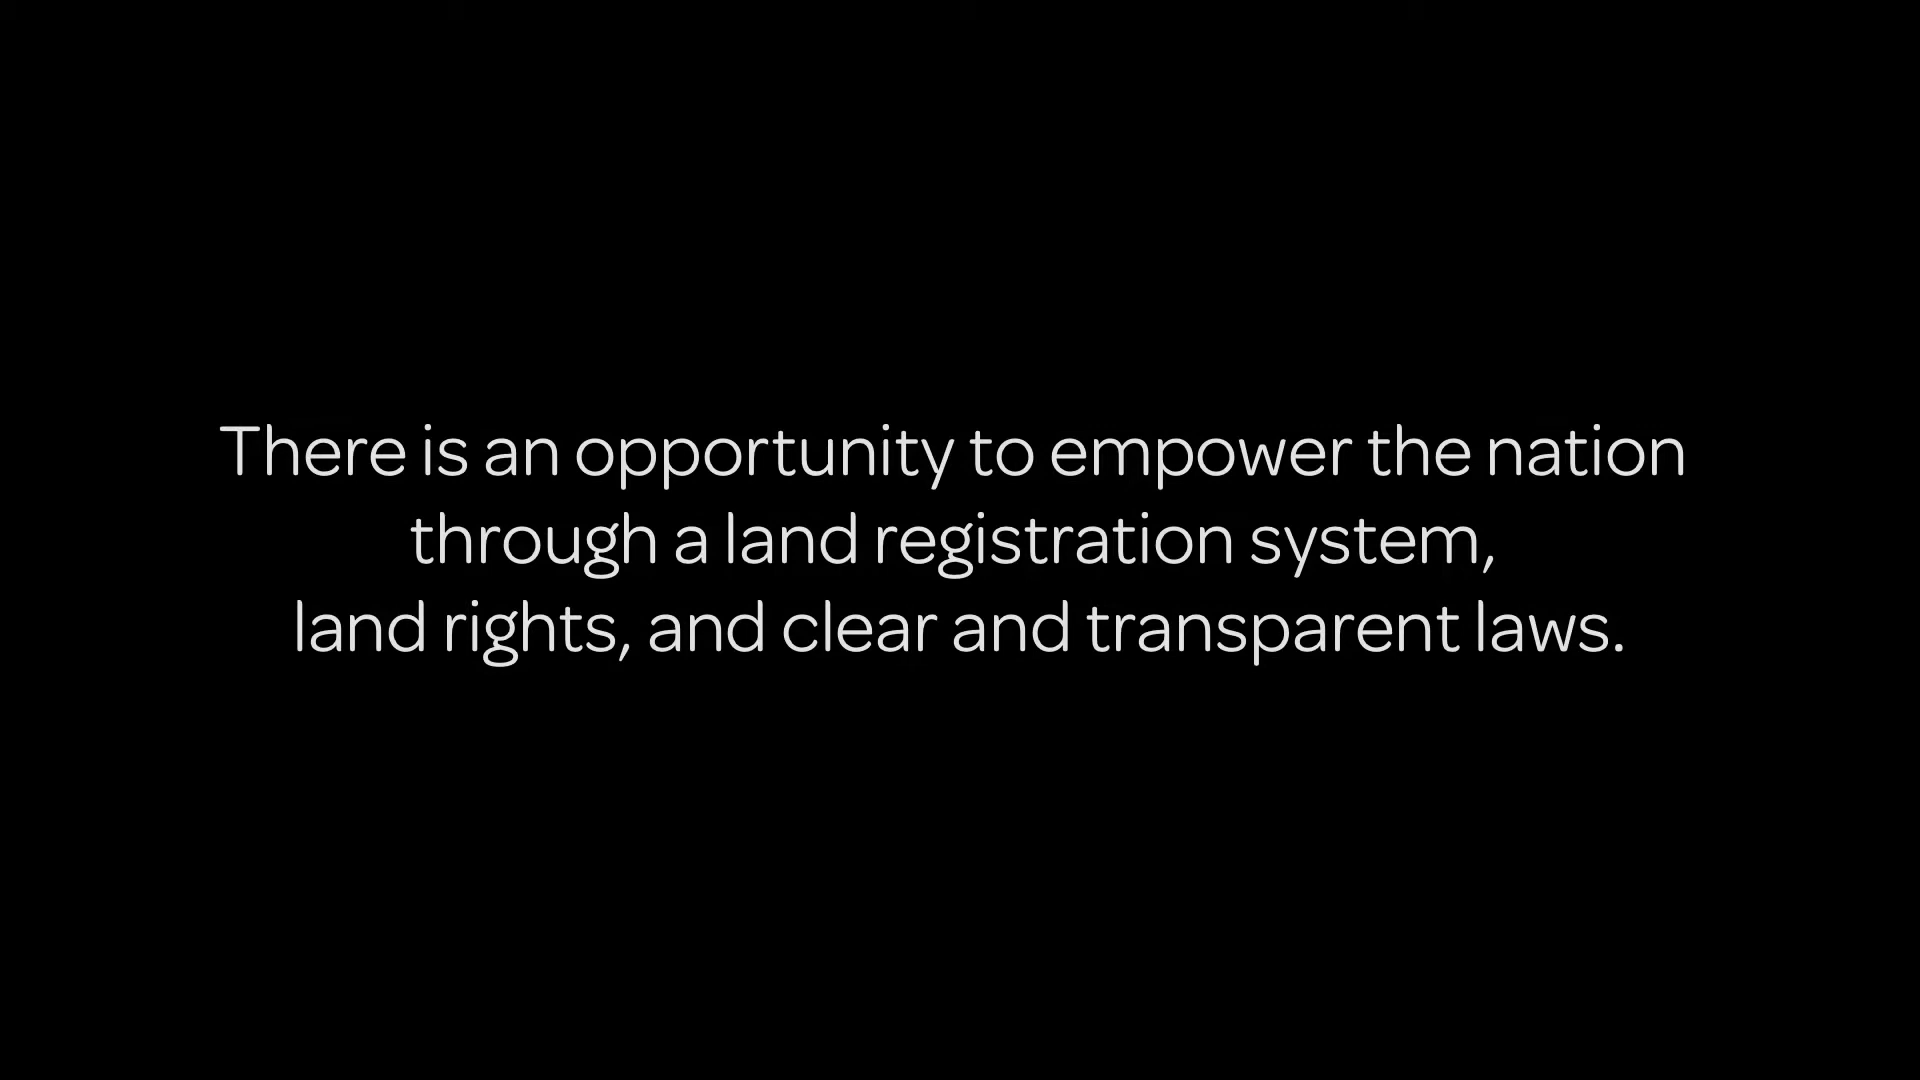 There is an opportunity to empower the nation
through a land registration system,
land rights, and clear and transparent laws.